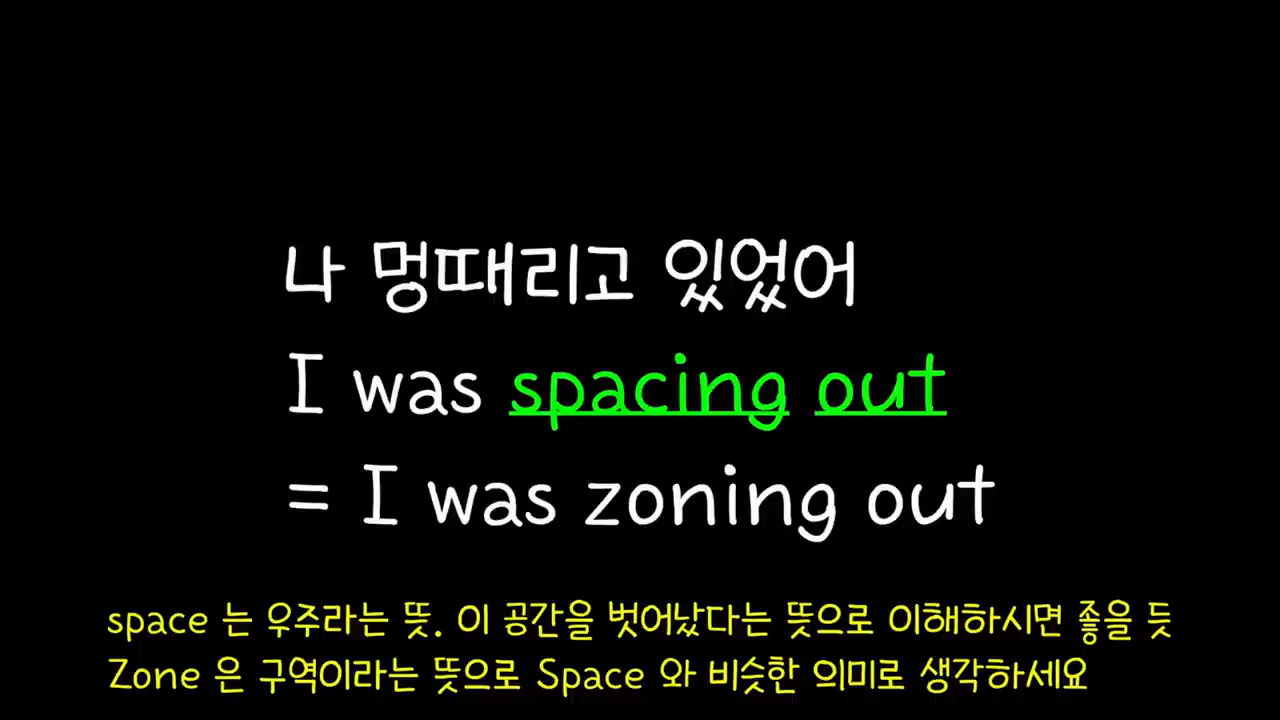 나 멍때리고 있었어
I was spacing out
= I was zoning out
space 는 우주라는 뜻. 이 공간을 벗어났다는 뜻으로 이해하시면 좋을 듯
Zone 은 구역이라는 뜻으로 Space 와 비슷한 의미로 생각하세요